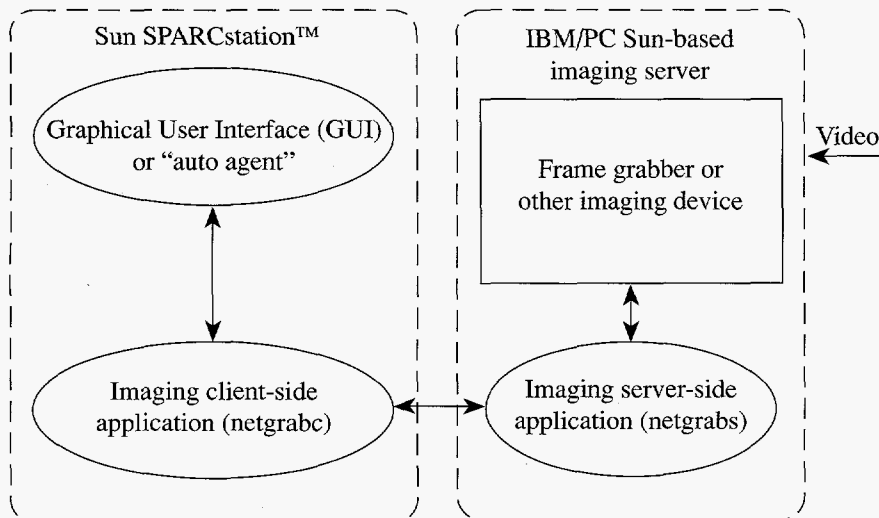 Sun SPARCstation™
Graphical User Interface (GUI)
or “auto agent”
Imaging client-side
application (netgrabc)
IBM/PC Sun-based
imaging server
Frame grabber or
other imaging device
Video
Imaging server-side
application (netgrabs)